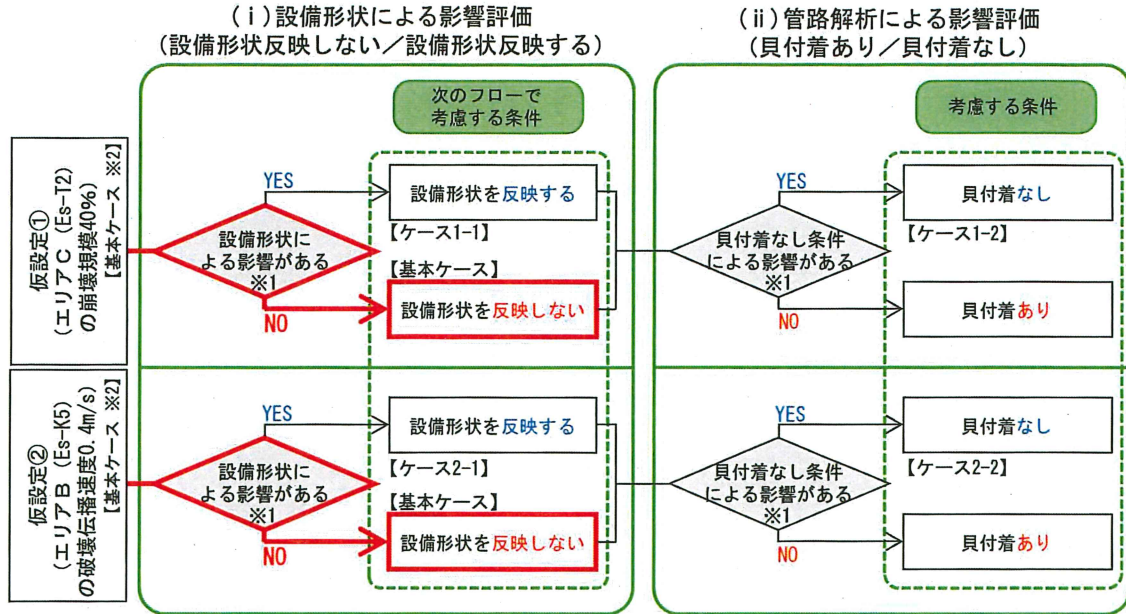 (ⅰ)設備形状による影響評価
(設備形状反映しない/設備形状反映する)
(ⅱ)管路解析による影響評価
(貝付着あり/貝付着なし)
次のフローで
考慮する条件
考慮する条件
仮設定①
(エリアC(Es-T2)
の崩壊規模40%)
【基本ケース ※2】
設備形状に
よる影響がある
※1
YES
設備形状を反映する
【ケース1-1】
【基本ケース】
NO
設備形状を反映しない
貝付着なし条件
による影響がある
※1
YES
貝付着なし
【ケース1-2】
NO
貝付着あり
仮設定②
(エリアB(Es-K5)
の破壊伝播速度0.4m/s)
【基本ケース ※2】
設備形状に
よる影響がある
※1
YES
設備形状を反映する
【ケース2-1】
【基本ケース】
NO
設備形状を反映しない
貝付着なし条件
による影響がある
※1
YES
貝付着なし
【ケース2-2】
NO
貝付着あり